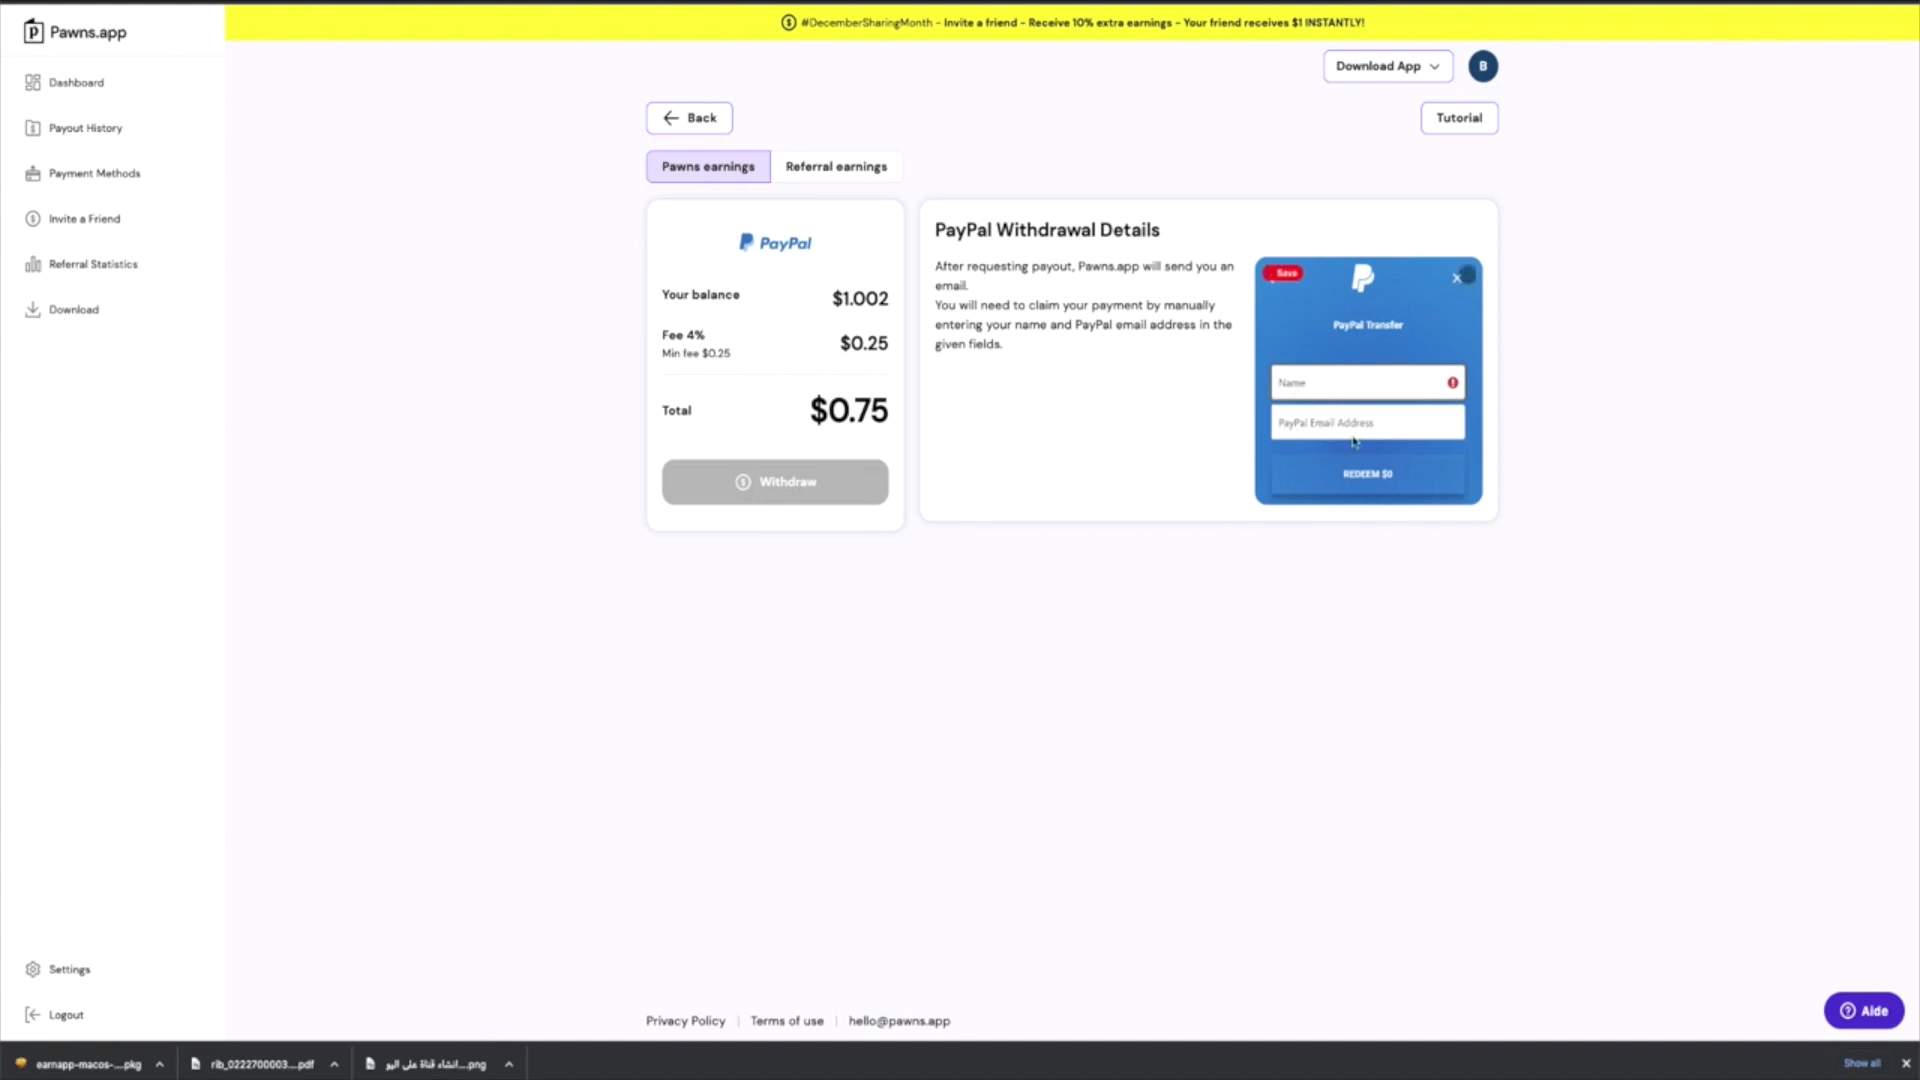 Pawns.app
#DecemberSharingMonth - Invite a friend - Receive 10% extra earnings - Your friend receives $1 INSTANTLY!
Download App
B
Dashboard
Payout History
Payment Methods
Invite a Friend
Referral Statistics
Download
Back
Tutorial
Pawns earnings
Referral earnings
PayPal
Your balance
$1.002
Fee 4%
Min fee $0.25
$0.25
Total
$0.75
Withdraw
PayPal Withdrawal Details
After requesting payout, Pawns.app will send you an
email.
You will need to claim your payment by manually
entering your name and PayPal email address in the
given fields.
Save
PayPal Transfer
Name
PayPal Email Address
REDEEM $0
Settings
Logout
Privacy Policy
Terms of use
hello@pawns.app
Aide
earnapp-macos-....pkg
rib_0222700003....pdf
انشاء قناة على اليو....png
Show all